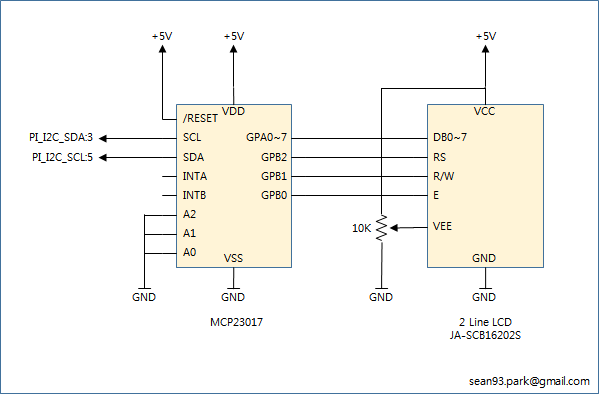 +5V +5V +5V
/RESET VDD VCC
PI_I2C_SDA:3 SCL GPA0~7 DB0~7
PI_I2C_SCL:5 SDA GPB2 RS
INTA GPB1 R/W
INTB GPB0 E
A2
10K VEE
A1
A0 VSS GND
GND GND GND GND
MCP23017 2 Line LCD
JA-SCB16202S
sean93.park@gmail.com